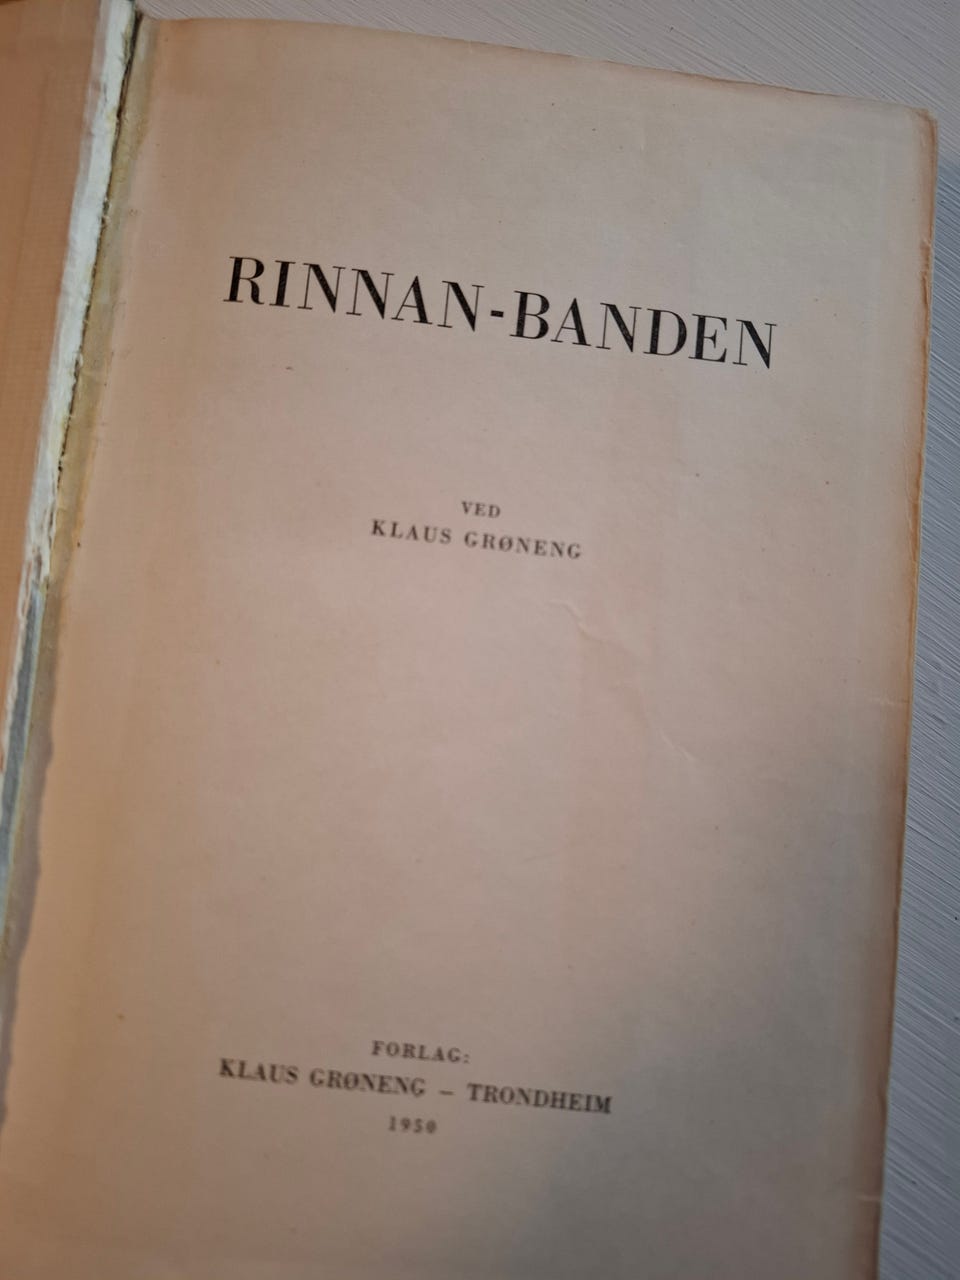 RINNAN-BANDEN
VED
KLAUS GRØNENG
FORLAG:
KLAUS GRØNENG – TRONDHEIM
1950